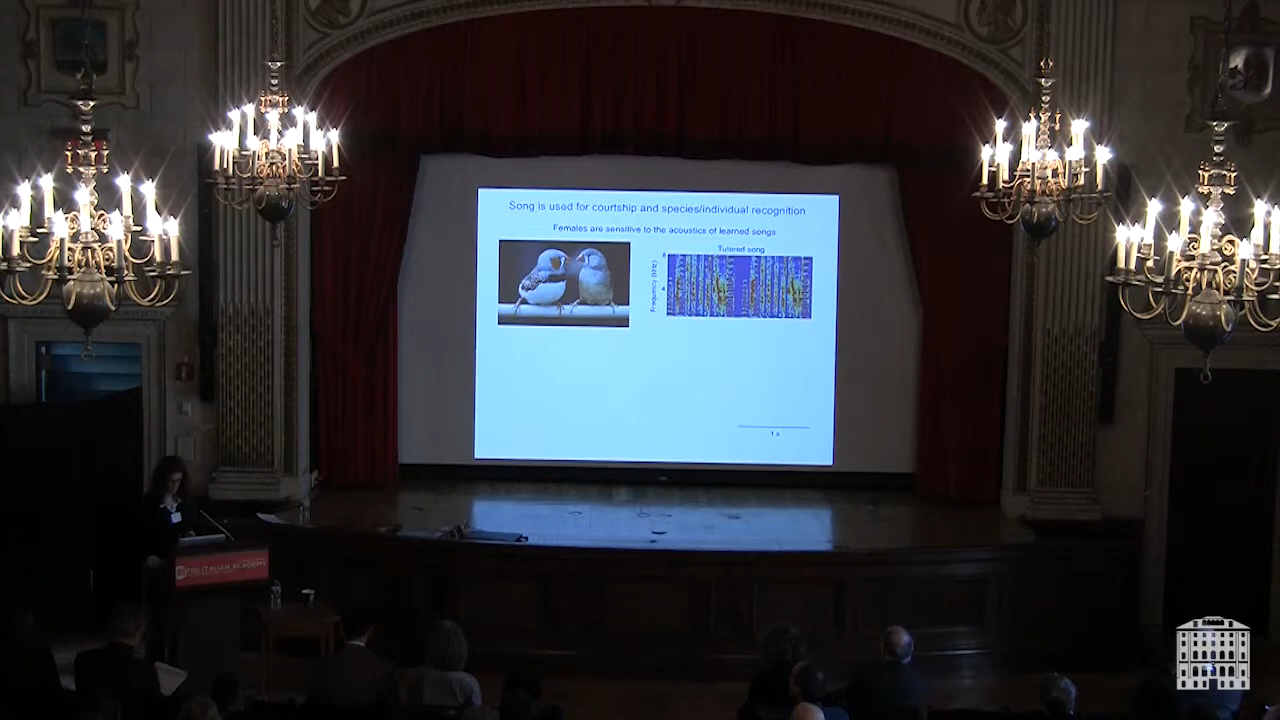 Song is used for courtship and species/individual recognition
Females are sensitive to the acoustics of learned songs
Tutored song
8
4
Frequency (kHz)
1 s
THE ITALIAN ACADEMY